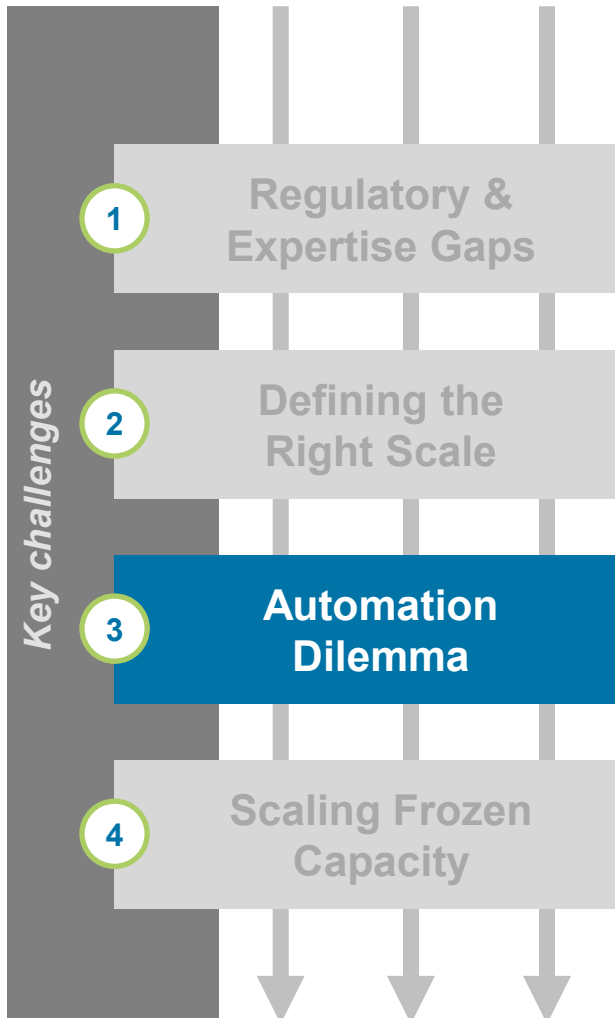 Key challenges
1
Regulatory &
Expertise Gaps
2
Defining the
Right Scale
3
Automation
Dilemma
4
Scaling Frozen
Capacity